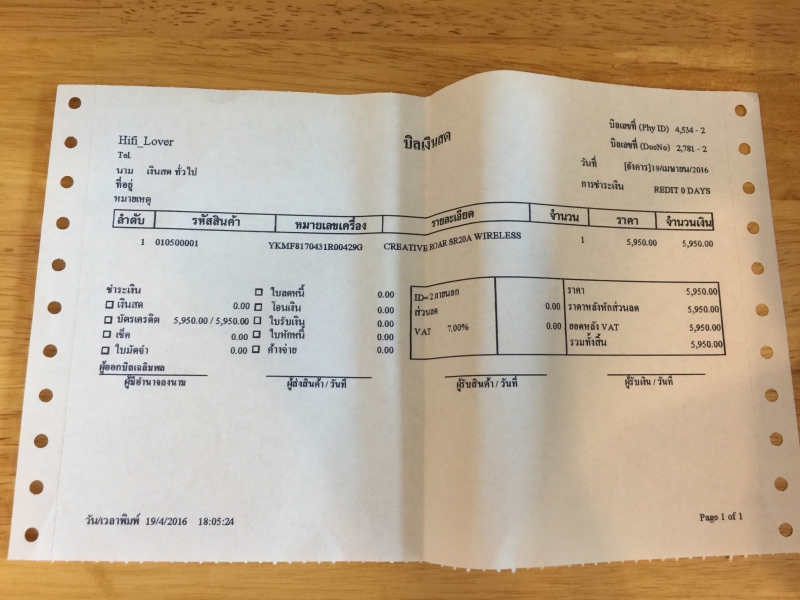 Hifi_Lover
บิลเงินสด
บิลเลขที่ (Phy ID) 4,534 - 2
Tel.
บิลเลขที่ (DocNo) 2,781 - 2
นาม เงินสด ทั่วไป
วันที่ [อังคาร]19/เมษายน/2016
ที่อยู่
การชำระเงิน REDIT 0 DAYS
หมายเหตุ
ลำดับ รหัสสินค้า หมายเลขเครื่อง รายละเอียด จำนวน ราคา จำนวนเงิน
1 010500001 YKMF8170431R00429G CREATIVE ROAR SR20A WIRELESS 1 5,950.00 5,950.00
ชำระเงิน ใบลดหนี้ 0.00 ID= 2 ภายนอก ราคา 5,950.00
เงินสด 0.00 โอนเงิน 0.00 ส่วนลด 0.00 ราคาหลังหักส่วนลด 5,950.00
บัตรเครดิต 5,950.00 / 5,950.00 ใบรับเงิน 0.00 VAT 7.00% 0.00 ยอดหลัง VAT 5,950.00
เช็ค 0.00 ใบหักหนี้ 0.00 รวมทั้งสิ้น 5,950.00
ใบมัดจำ 0.00 ค้างจ่าย 0.00
ผู้ออกบิลเฉลิมพล
ผู้มีอำนาจลงนาม ผู้ส่งสินค้า / วันที่ ผู้รับสินค้า / วันที่ ผู้รับเงิน / วันที่
วัน/เวลาพิมพ์ 19/4/2016 18:05:24 Page 1 of 1